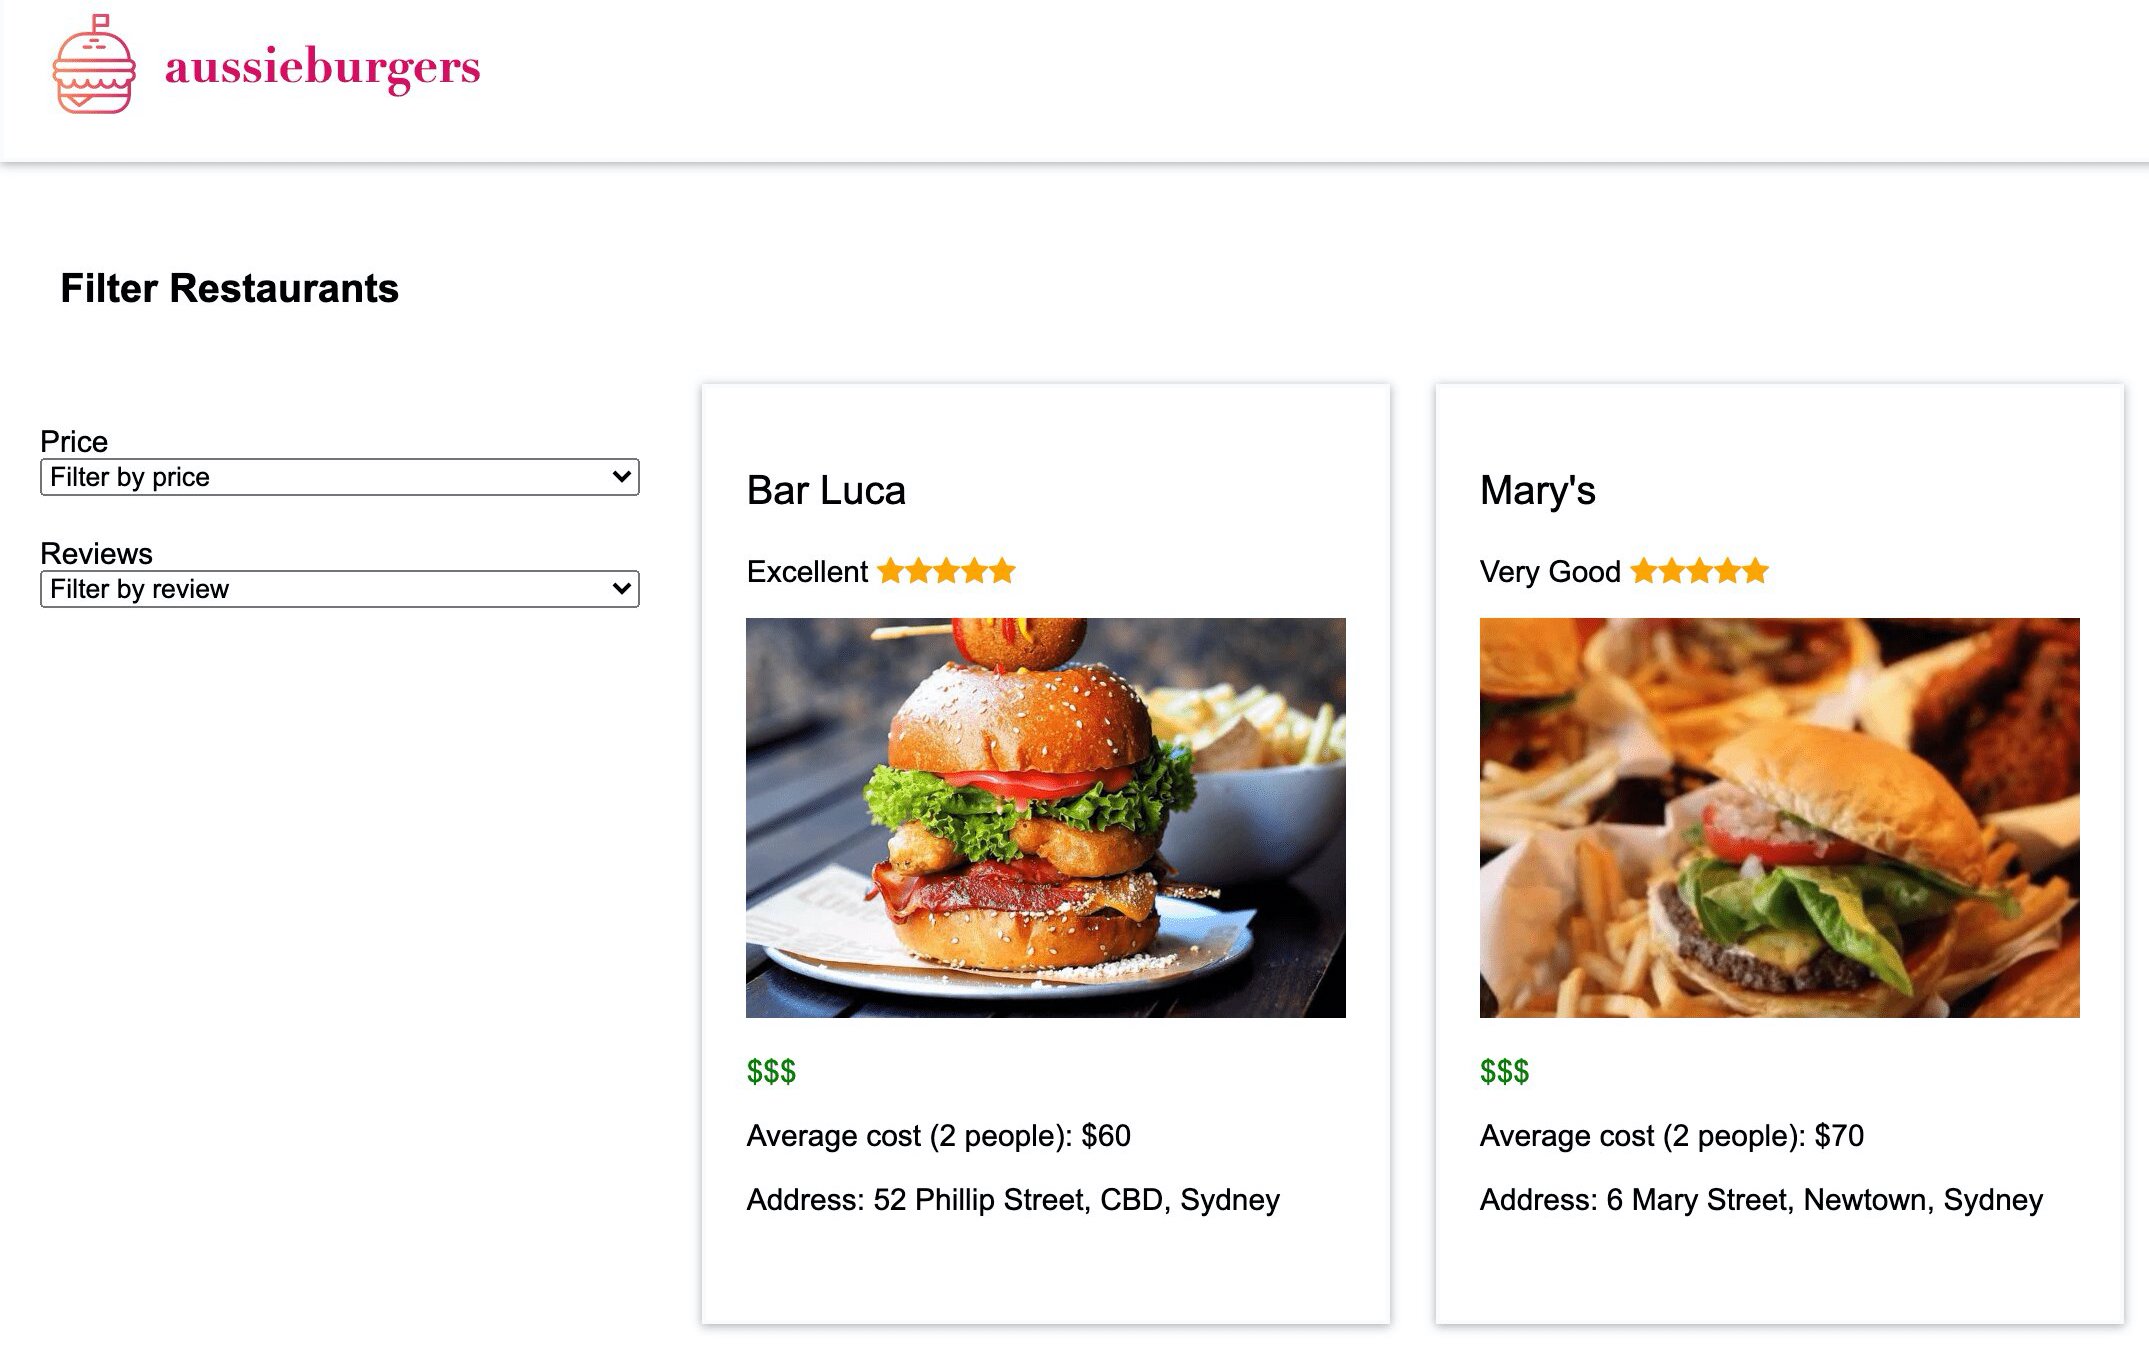 aussieburgers
Filter Restaurants
Price
Filter by price
Reviews
Filter by review
Bar Luca
Excellent ★★★★★
$$$
Average cost (2 people): $60
Address: 52 Phillip Street, CBD, Sydney
Mary's
Very Good ★★★★★
$$$
Average cost (2 people): $70
Address: 6 Mary Street, Newtown, Sydney